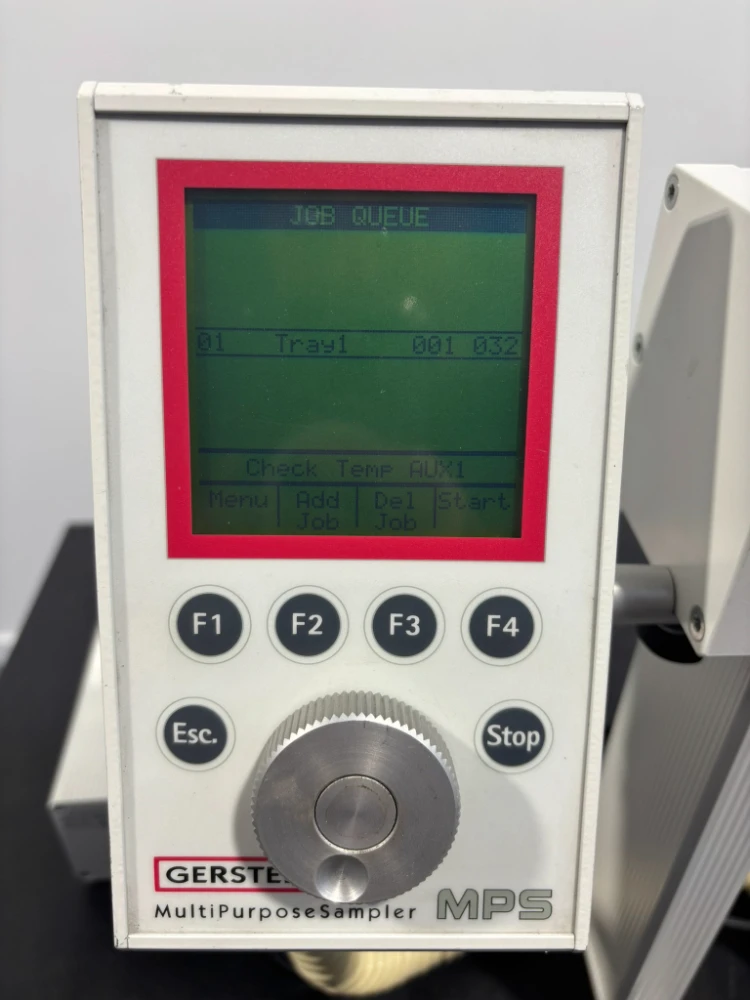 JOB QUEUE
01 Tray1 001 032
Check Temp AUX1
Menu Add Del Start
Job Job
F1 F2 F3 F4
Esc. Stop
GERSTE
MultiPurposeSampler MPS